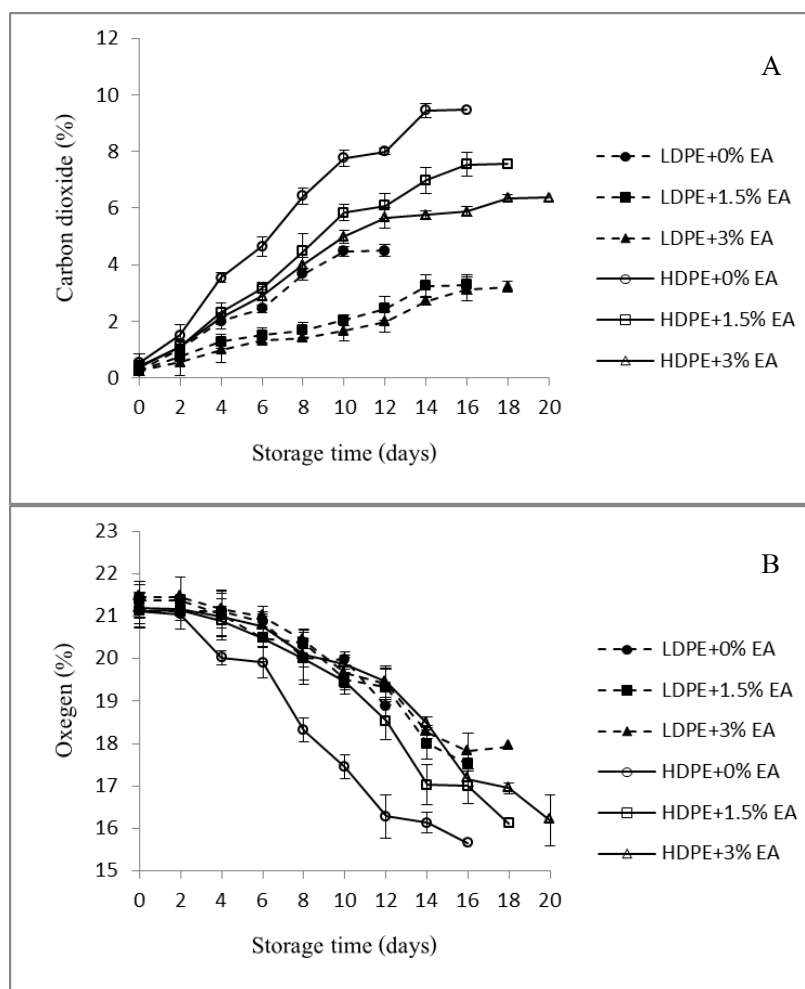 A
12
10
8
6
4
2
0
Carbon dioxide (%)
0 2 4 6 8 10 12 14 16 18 20
Storage time (days)
LDPE+0% EA
LDPE+1.5% EA
LDPE+3% EA
HDPE+0% EA
HDPE+1.5% EA
HDPE+3% EA
B
23
22
21
20
19
18
17
16
15
Oxegen (%)
0 2 4 6 8 10 12 14 16 18 20
Storage time (days)
LDPE+0% EA
LDPE+1.5% EA
LDPE+3% EA
HDPE+0% EA
HDPE+1.5% EA
HDPE+3% EA